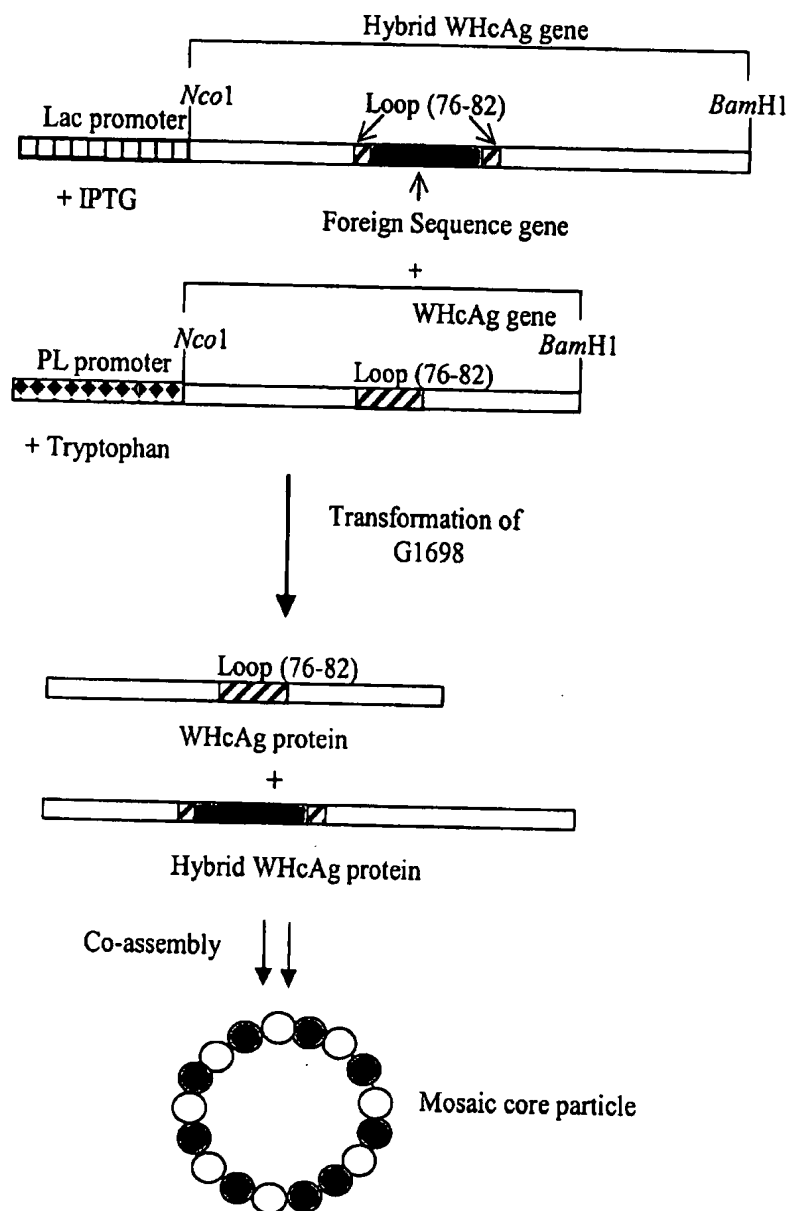 Hybrid WHcAg gene
Nco1
Loop (76-82)
BamH1
Lac promoter
+ IPTG
Foreign Sequence gene
+
WHcAg gene
Nco1
BamH1
PL promoter
Loop (76-82)
+ Tryptophan
Transformation of
G1698
Loop (76-82)
WHcAg protein
+
Hybrid WHcAg protein
Co-assembly
Mosaic core particle